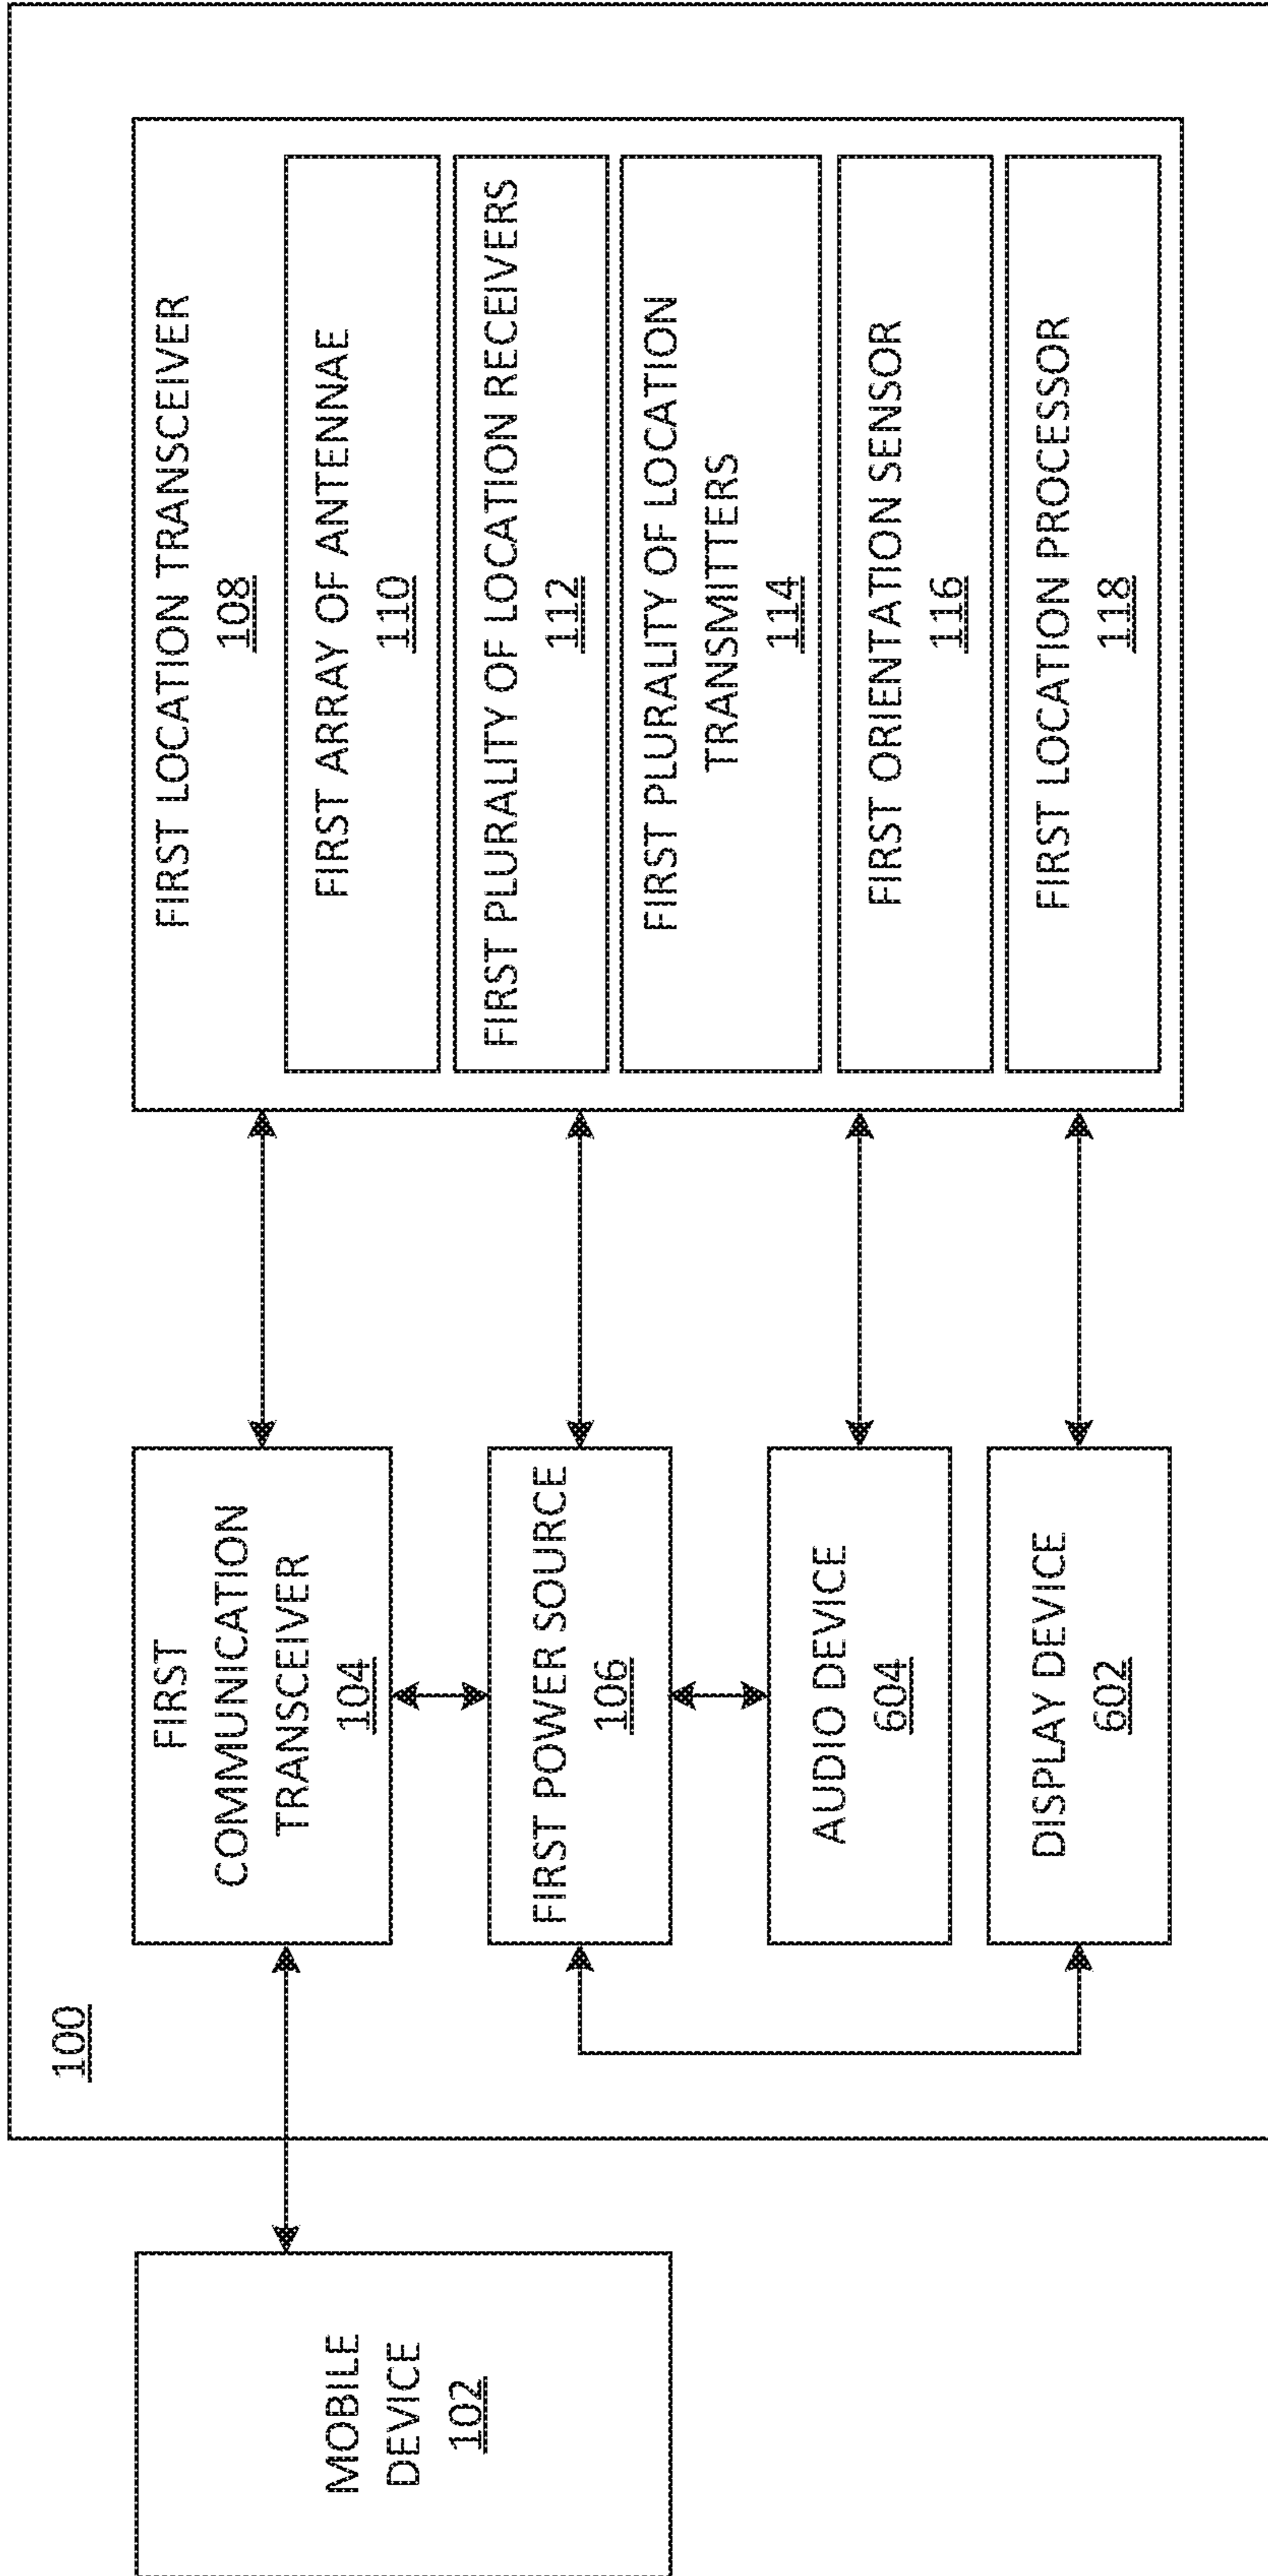 100
MOBILE
DEVICE
102
FIRST
COMMUNICATION
TRANSCEIVER
104
FIRST POWER SOURCE
106
AUDIO DEVICE
604
DISPLAY DEVICE
602
FIRST LOCATION TRANSCEIVER
108
FIRST ARRAY OF ANTENNAE
110
FIRST PLURALITY OF LOCATION RECEIVERS
112
FIRST PLURALITY OF LOCATION
TRANSMITTERS
114
FIRST ORIENTATION SENSOR
116
FIRST LOCATION PROCESSOR
118